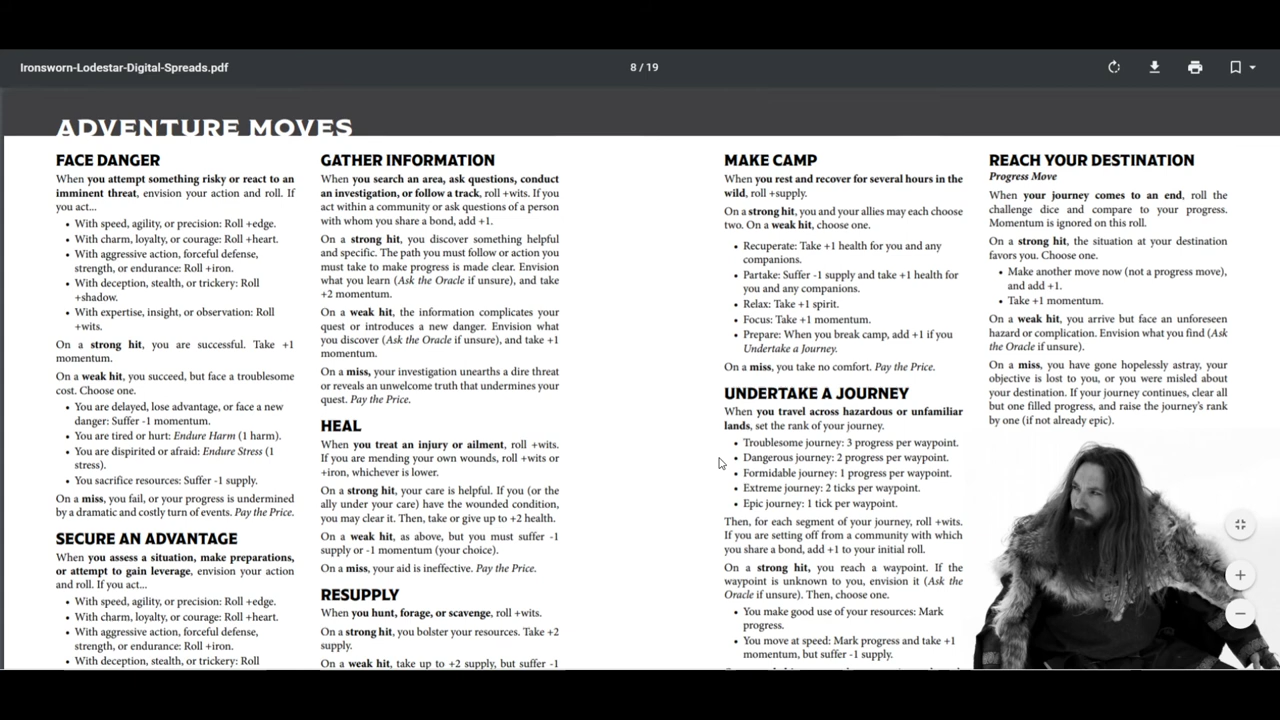 Ironsworn-Lodestar-Digital-Spreads.pdf
8 / 19
ADVENTURE MOVES
FACE DANGER
When you attempt something risky or react to an
imminent threat, envision your action and roll. If
you act...
• With speed, agility, or precision: Roll +edge.
• With charm, loyalty, or courage: Roll +heart.
• With aggressive action, forceful defense,
strength, or endurance: Roll +iron.
• With deception, stealth, or trickery: Roll
+shadow.
• With expertise, insight, or observation: Roll
+wits.
On a strong hit, you are successful. Take +1
momentum.
On a weak hit, you succeed, but face a troublesome
cost. Choose one.
• You are delayed, lose advantage, or face a new
danger: Suffer -1 momentum.
• You are tired or hurt: Endure Harm (1 harm).
• You are dispirited or afraid: Endure Stress (1
stress).
• You sacrifice resources: Suffer -1 supply.
On a miss, you fail, or your progress is undermined
by a dramatic and costly turn of events. Pay the Price.
SECURE AN ADVANTAGE
When you assess a situation, make preparations,
or attempt to gain leverage, envision your action
and roll. If you act...
• With speed, agility, or precision: Roll +edge.
• With charm, loyalty, or courage: Roll +heart.
• With aggressive action, forceful defense,
strength, or endurance: Roll +iron.
• With deception, stealth, or trickery: Roll
GATHER INFORMATION
When you search an area, ask questions, conduct
an investigation, or follow a track, roll +wits. If you
act within a community or ask questions of a person
with whom you share a bond, add +1.
On a strong hit, you discover something helpful
and specific. The path you must follow or action you
must take to make progress is made clear. Envision
what you learn (Ask the Oracle if unsure), and take
+2 momentum.
On a weak hit, the information complicates your
quest or introduces a new danger. Envision what
you discover (Ask the Oracle if unsure), and take +1
momentum.
On a miss, your investigation unearths a dire threat
or reveals an unwelcome truth that undermines your
quest. Pay the Price.
HEAL
When you treat an injury or ailment, roll +wits.
If you are mending your own wounds, roll +wits or
+iron, whichever is lower.
On a strong hit, your care is helpful. If you (or the
ally under your care) have the wounded condition,
you may clear it. Then, take or give up to +2 health.
On a weak hit, as above, but you must suffer -1
supply or -1 momentum (your choice).
On a miss, your aid is ineffective. Pay the Price.
RESUPPLY
When you hunt, forage, or scavenge, roll +wits.
On a strong hit, you bolster your resources. Take +2
supply.
On a weak hit, take up to +2 supply, but suffer -1
MAKE CAMP
When you rest and recover for several hours in the
wild, roll +supply.
On a strong hit, you and your allies may each choose
two. On a weak hit, choose one.
• Recuperate: Take +1 health for you and any
companions.
• Partake: Suffer -1 supply and take +1 health for
you and any companions.
• Relax: Take +1 spirit.
• Focus: Take +1 momentum.
• Prepare: When you break camp, add +1 if you
Undertake a Journey.
On a miss, you take no comfort. Pay the Price.
UNDERTAKE A JOURNEY
When you travel across hazardous or unfamiliar
lands, set the rank of your journey.
• Troublesome journey: 3 progress per waypoint.
• Dangerous journey: 2 progress per waypoint.
• Formidable journey: 1 progress per waypoint.
• Extreme journey: 2 ticks per waypoint.
• Epic journey: 1 tick per waypoint.
Then, for each segment of your journey, roll +wits.
If you are setting off from a community with which
you share a bond, add +1 to your initial roll.
On a strong hit, you reach a waypoint. If the
waypoint is unknown to you, envision it (Ask the
Oracle if unsure). Then, choose one.
• You make good use of your resources: Mark
progress.
• You move at speed: Mark progress and take +1
momentum, but suffer -1 supply.
REACH YOUR DESTINATION
Progress Move
When your journey comes to an end, roll the
challenge dice and compare to your progress.
Momentum is ignored on this roll.
On a strong hit, the situation at your destination
favors you. Choose one.
• Make another move now (not a progress move),
and add +1.
• Take +1 momentum.
On a weak hit, you arrive but face an unforeseen
hazard or complication. Envision what you find (Ask
the Oracle if unsure).
On a miss, you have gone hopelessly astray, your
objective is lost to you, or you were misled about
your destination. If your journey continues, clear all
but one filled progress, and raise the journey's rank
by one (if not already epic).